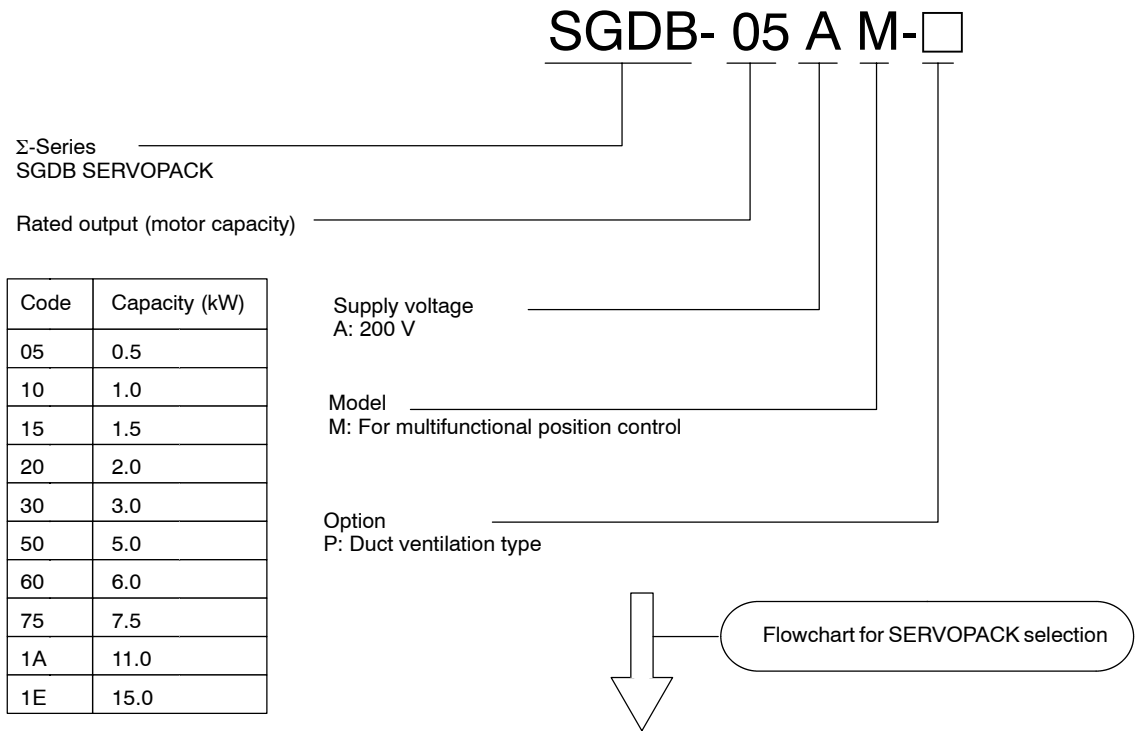 SGDB- 05 A M-□
Σ-Series
SGDB SERVOPACK
Rated output (motor capacity)
Code Capacity (kW)
05 0.5
10 1.0
15 1.5
20 2.0
30 3.0
50 5.0
60 6.0
75 7.5
1A 11.0
1E 15.0
Supply voltage
A: 200 V
Model
M: For multifunctional position control
Option
P: Duct ventilation type
Flowchart for SERVOPACK selection